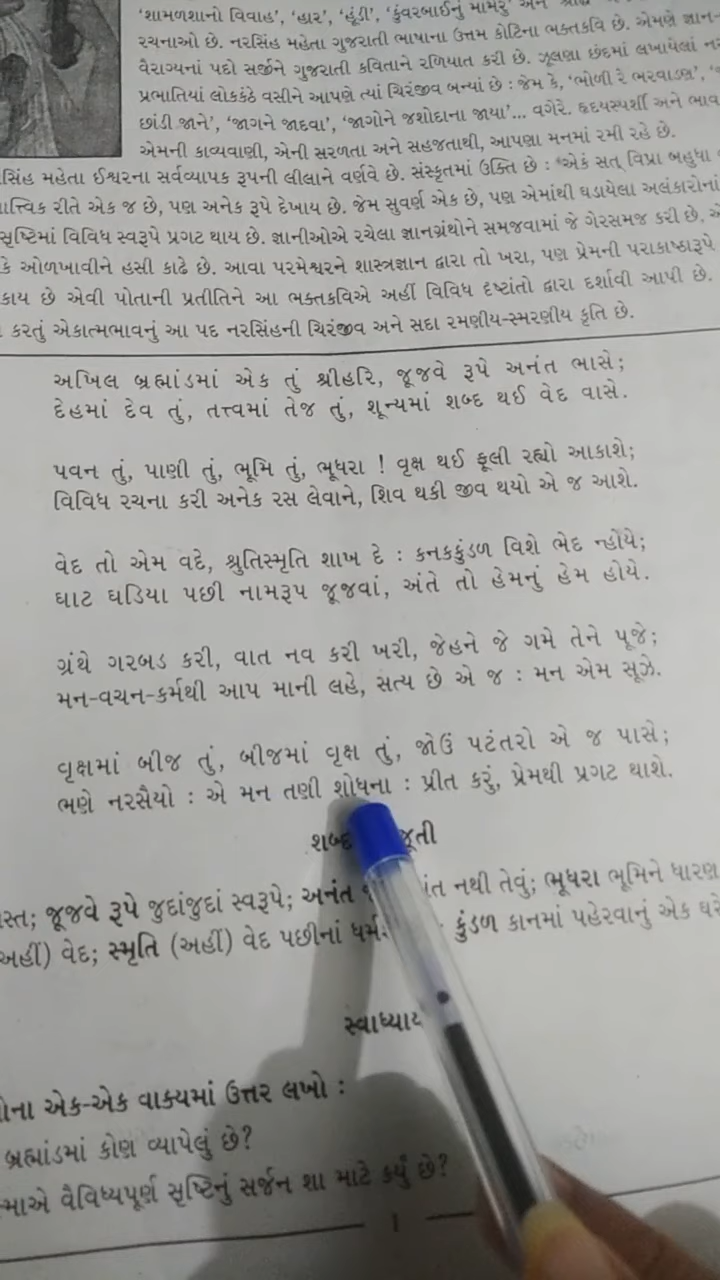 'શામળશાનો વિવાહ', 'હાર', 'હૂંડી', 'કુંવરબાઈનું મામેરું' અને
રચનાઓ છે. નરસિંહ મહેતા ગુજરાતી ભાષાના ઉત્તમ કોટિના ભક્તકવિ છે. એમણે જ્ઞાન-
વૈરાગ્યનાં પદો સર્જીને ગુજરાતી કવિતાને રળિયાત કરી છે. ઝૂલણા છંદમાં લખાયેલાં
પ્રભાતિયાં લોકકંઠે વસીને આપણે ત્યાં ચિરંજીવ બન્યાં છે : જેમ કે, 'ભોળી રે ભરવાડણ',
છાંડી જાને', 'જાગને જાદવા', 'જાગોને જશોદાના જાયા'... વગેરે. હૃદયસ્પર્શી અને ભાવ
એમની કાવ્યવાણી, એની સરળતા અને સહજતાથી, આપણા મનમાં રમી રહે છે.
સિંહ મહેતા ઈશ્વરના સર્વવ્યાપક રૂપની લીલાને વર્ણવે છે. સંસ્કૃતમાં ઉક્તિ છે : 'એકં સત્ વિપ્રા બહુધા
ાત્ત્વિક રીતે એક જ છે, પણ અનેક રૂપે દેખાય છે. જેમ સુવર્ણ એક છે, પણ એમાંથી ઘડાયેલા અલંકારોનાં
સૃષ્ટિમાં વિવિધ સ્વરૂપે પ્રગટ થાય છે. જ્ઞાનીઓએ રચેલા જ્ઞાનગ્રંથોને સમજવામાં જે ગેરસમજ કરી છે,
કે ઓળખાવીને હસી કાઢે છે. આવા પરમેશ્વરને શાસ્ત્રજ્ઞાન દ્વારા તો ખરા, પણ પ્રેમની પરાકાષ્ઠારૂપે
કાય છે એવી પોતાની પ્રતીતિને આ ભક્તકવિએ અહીં વિવિધ દૃષ્ટાંતો દ્વારા દર્શાવી આપી છે.
કરતું એકાત્મભાવનું આ પદ નરસિંહની ચિરંજીવ અને સદા રમણીય-સ્મરણીય કૃતિ છે.
અખિલ બ્રહ્માંડમાં એક તું શ્રીહરિ, જૂજવે રૂપે અનંત ભાસે;
દેહમાં દેવ તું, તત્ત્વમાં તેજ તું, શૂન્યમાં શબ્દ થઈ વેદ વાસે.
પવન તું, પાણી તું, ભૂમિ તું, ભૂધરા ! વૃક્ષ થઈ ફૂલી રહ્યો આકાશે;
વિવિધ રચના કરી અનેક રસ લેવાને, શિવ થકી જીવ થયો એ જ આશે.
વેદ તો એમ વદે, શ્રુતિસ્મૃતિ શાખ દે : કનકકુંડળ વિશે ભેદ ન્હોયે;
ઘાટ ઘડિયા પછી નામરૂપ જૂજવાં, અંતે તો હેમનું હેમ હોયે.
ગ્રંથે ગરબડ કરી, વાત નવ કરી ખરી, જેહને જે ગમે તેને પૂજે;
મન-વચન-કર્મથી આપ માની લહે, સત્ય છે એ જ : મન એમ સૂઝે.
વૃક્ષમાં બીજ તું, બીજમાં વૃક્ષ તું, જોઉં પટંતરો એ જ પાસે;
ભણે નરસૈયો : એ મન તણી શોધના : પ્રીત કરું, પ્રેમથી પ્રગટ થાશે.
શબ્દ જૂતી
સ્ત; જૂજવે રૂપે જુદાંજુદાં સ્વરૂપે; અનંત નથી તેવું; ભૂધરા ભૂમિને ધારણ
અહીં) વેદ; સ્મૃતિ (અહીં) વેદ પછીનાં કુંડળ કાનમાં પહેરવાનું એક
સ્વાધ્યાય
ોના એક-એક વાક્યમાં ઉત્તર લખો :
બ્રહ્માંડમાં કોણ વ્યાપેલું છે?
માએ વૈવિધ્યપૂર્ણ સૃષ્ટિનું સર્જન શા માટે કર્યું છે?
1